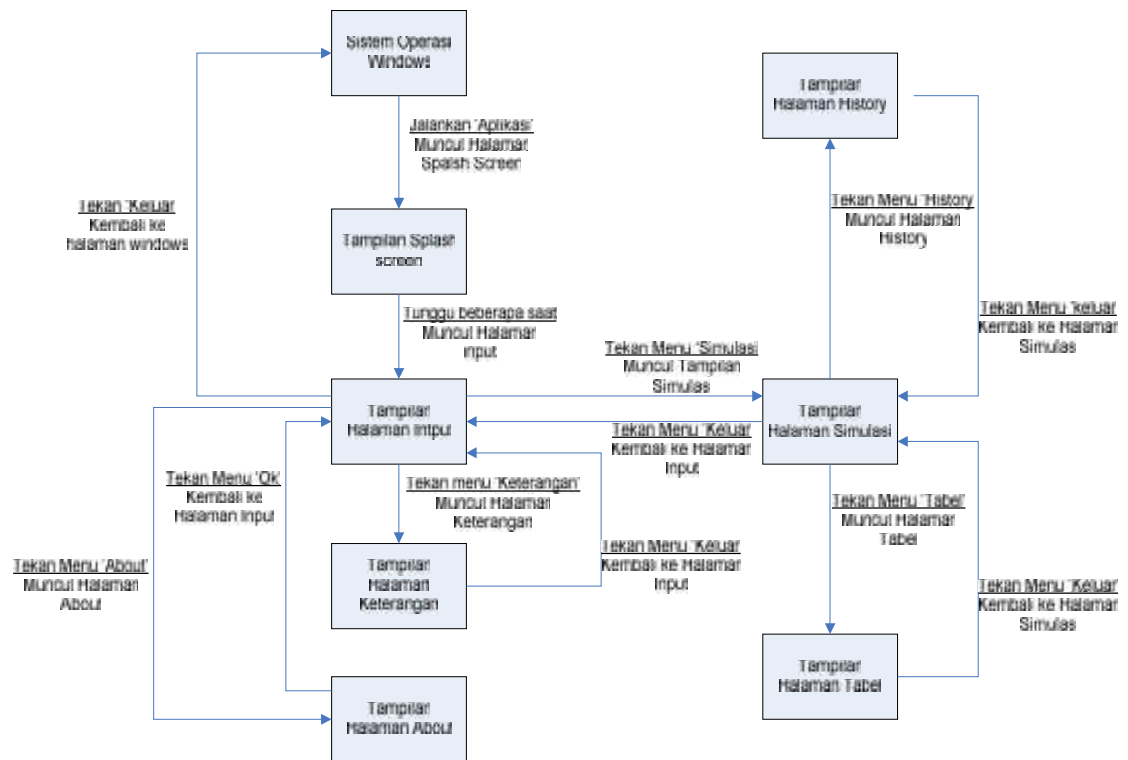 Sistem Operasi
Windows
Jalankan 'Aplikasi'
Muncul Halaman
Spalsh Screen
Tekan 'Keluar
Kembali ke
halaman windows
Tampilan Splash
screen
Tunggu beberapa saat
Muncul Halaman
input
Tampilan
Halaman Intput
Tekan Menu 'Simulasi
Muncul Tampilan
Simulas
Tekan Menu 'Keluar
Kembali ke Halaman
Input
Tekan menu 'Keterangan'
Muncul Halaman
Keterangan
Tampilan
Halaman
Keterangan
Tekan Menu 'Keluar
Kembali ke Halaman
Input
Tekan Menu 'Ok'
Kembali ke
Halaman Input
Tekan Menu 'About'
Muncul Halaman
About
Tampilan
Halaman About
Tampilan
Halaman History
Tekan Menu 'History
Muncul Halaman
History
Tekan Menu 'keluar
Kembali ke Halaman
Simulas
Tampilan
Halaman Simulasi
Tekan Menu 'Tabel'
Muncul Halaman
Tabel
Tekan Menu 'Keluar
Kembali ke Halaman
Simulas
Tampilan
Halaman Tabel